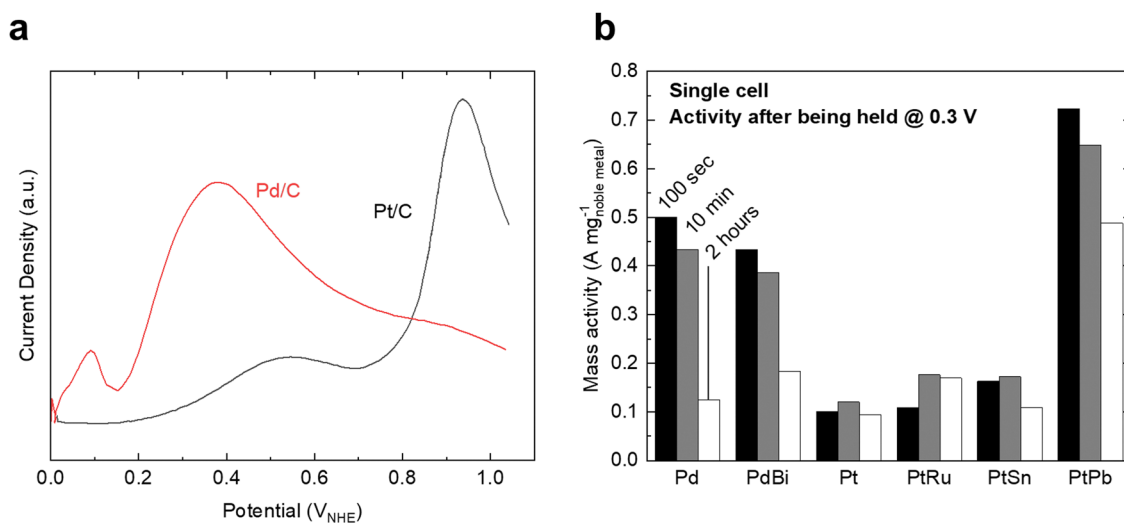 a
Current Density (a.u.)
Pd/C
Pt/C
0.0 0.2 0.4 0.6 0.8 1.0
Potential (V_NHE)
b
Mass activity (A mg⁻¹_noble metal)
0.8
0.7
0.6
0.5
0.4
0.3
0.2
0.1
0.0
Single cell
Activity after being held @ 0.3 V
100 sec
10 min
2 hours
Pd PdBi Pt PtRu PtSn PtPb